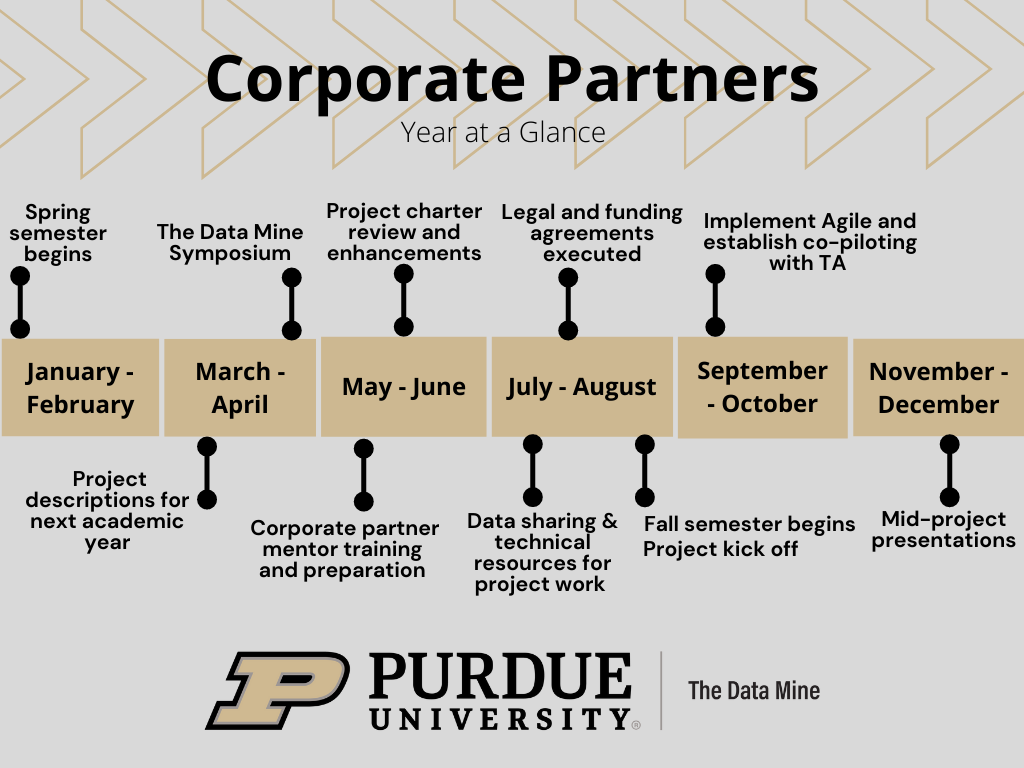 Corporate Partners
Year at a Glance
Spring
semester
begins
The Data Mine
Symposium
Project charter
review and
enhancements
Legal and funding
agreements
executed
Implement Agile and
establish co-piloting
with TA
January -
February
March -
April
May - June
July - August
September
- October
November -
December
Project
descriptions for
next academic
year
Corporate partner
mentor training
and preparation
Data sharing &
technical
resources for
project work
Fall semester begins
Project kick off
Mid-project
presentations
P
PURDUE
UNIVERSITY®
The Data Mine